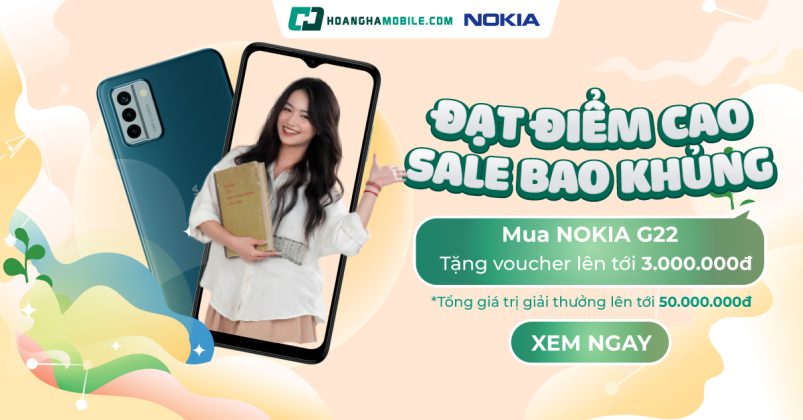 HOANGHAMOBILE.COM NOKIA
ĐẠT ĐIỂM CAO
SALE BAO KHỦNG
Mua NOKIA G22
Tặng voucher lên tới 3.000.000đ
*Tổng giá trị giải thưởng lên tới 50.000.000đ
XEM NGAY